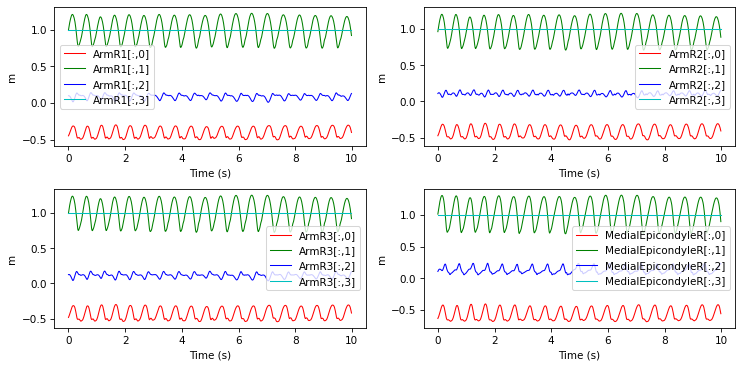 1.0
0.5
0.0
−0.5
m
ArmR1[:,0]
ArmR1[:,1]
ArmR1[:,2]
ArmR1[:,3]
0 2 4 6 8 10
Time (s)
1.0
0.5
0.0
−0.5
m
ArmR2[:,0]
ArmR2[:,1]
ArmR2[:,2]
ArmR2[:,3]
0 2 4 6 8 10
Time (s)
1.0
0.5
0.0
−0.5
m
ArmR3[:,0]
ArmR3[:,1]
ArmR3[:,2]
ArmR3[:,3]
0 2 4 6 8 10
Time (s)
1.0
0.5
0.0
−0.5
m
MedialEpicondyleR[:,0]
MedialEpicondyleR[:,1]
MedialEpicondyleR[:,2]
MedialEpicondyleR[:,3]
0 2 4 6 8 10
Time (s)